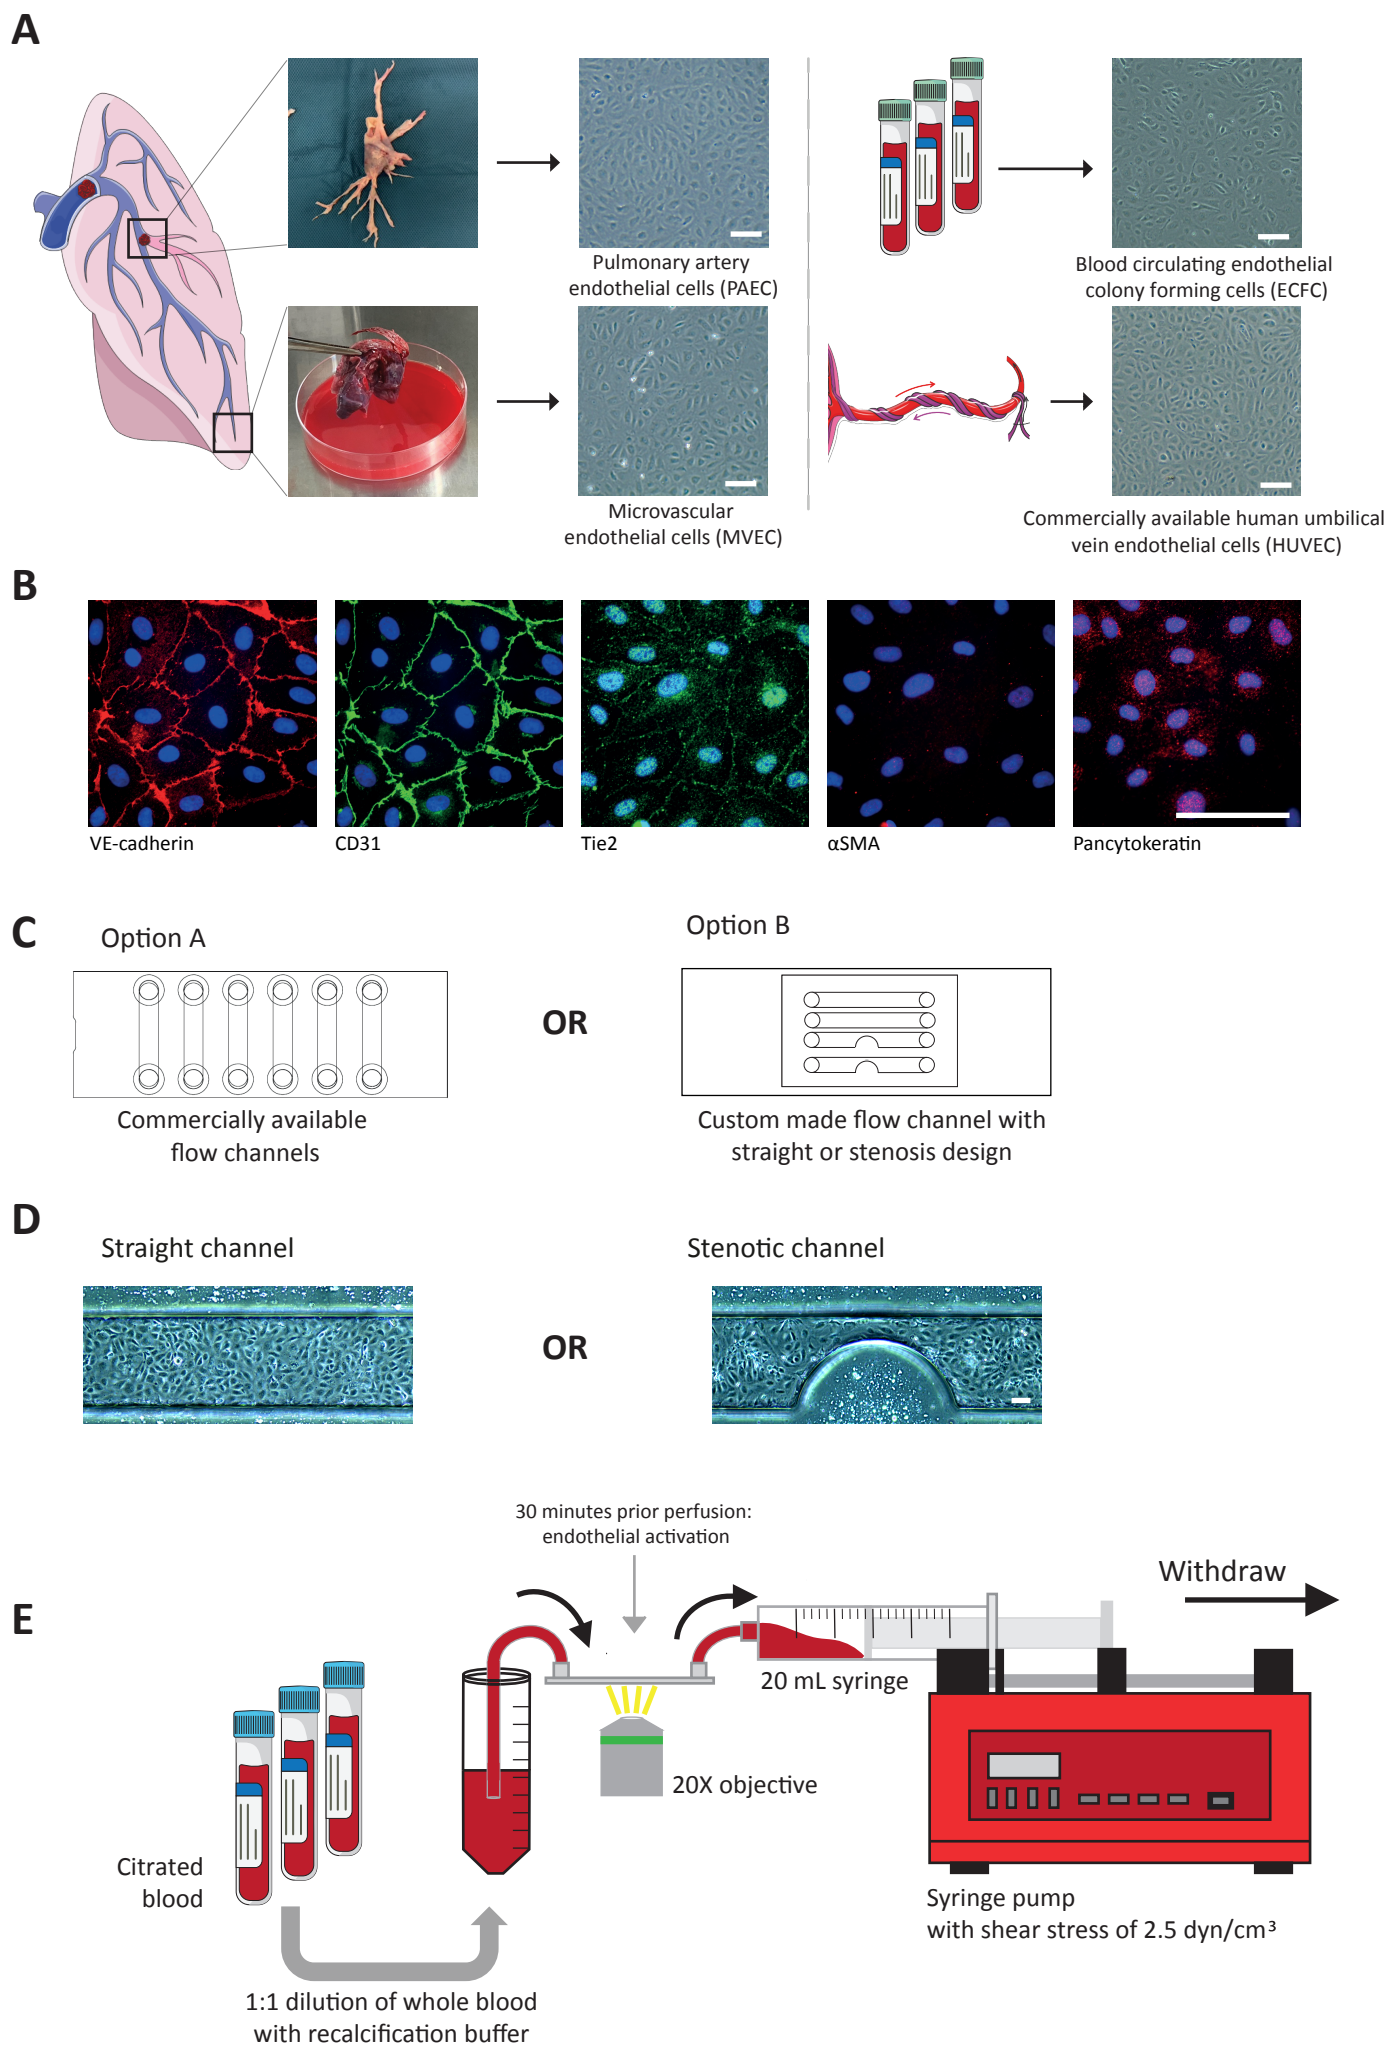 A
Pulmonary artery
endothelial cells (PAEC)
Blood circulating endothelial
colony forming cells (ECFC)
Microvascular
endothelial cells (MVEC)
Commercially available human umbilical
vein endothelial cells (HUVEC)
B
VE-cadherin
CD31
Tie2
αSMA
Pancytokeratin
C
Option A
Option B
OR
Commercially available
flow channels
Custom made flow channel with
straight or stenosis design
D
Straight channel
Stenotic channel
OR
30 minutes prior perfusion:
endothelial activation
Withdraw
E
20 mL syringe
20X objective
Citrated
blood
Syringe pump
with shear stress of 2.5 dyn/cm³
1:1 dilution of whole blood
with recalcification buffer